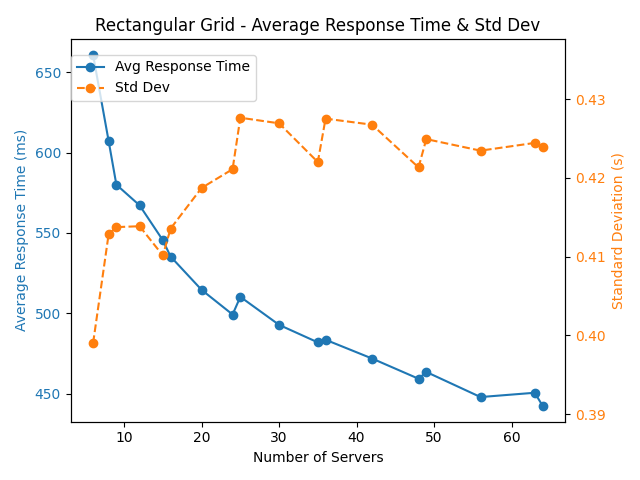 Rectangular Grid - Average Response Time & Std Dev
Avg Response Time
Std Dev
Average Response Time (ms)
650
600
550
500
450
10
20
30
40
50
60
Number of Servers
0.43
0.42
0.41
0.40
0.39
Standard Deviation (s)